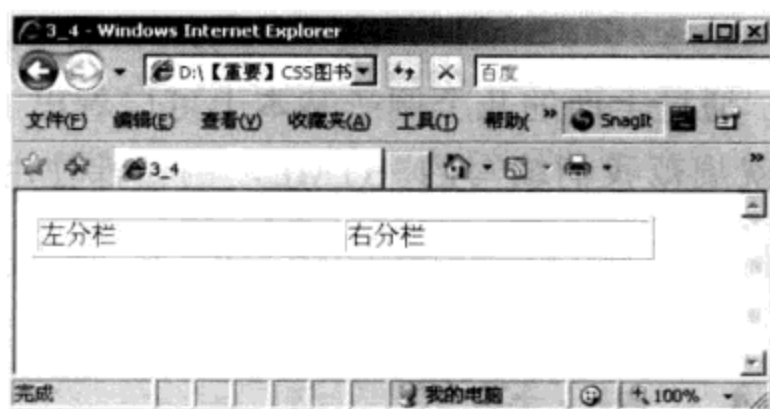 3_4 - Windows Internet Explorer
D:\【重要】CSS图书
百度
文件(F) 编辑(E) 查看(V) 收藏夹(A) 工具(T) 帮助( » SnagIt
3_4 »
左分栏 右分栏
完成 我的电脑 100%